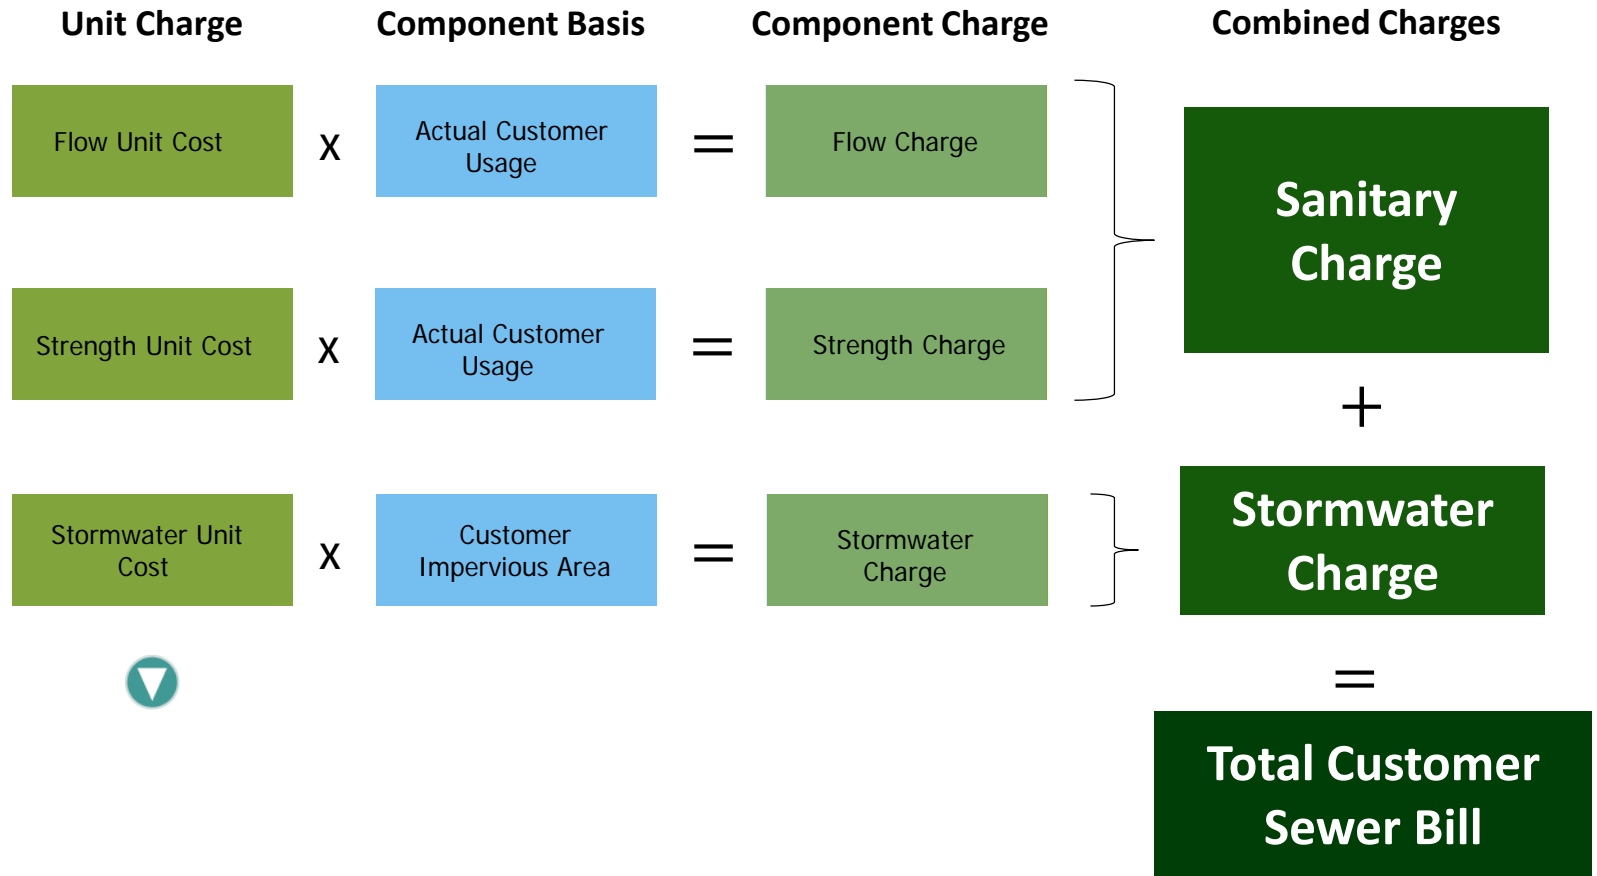 Unit Charge
Component Basis
Component Charge
Combined Charges
Flow Unit Cost
x
Actual Customer
Usage
=
Flow Charge
Sanitary
Charge
Strength Unit Cost
x
Actual Customer
Usage
=
Strength Charge
+
Stormwater Unit
Cost
x
Customer
Impervious Area
=
Stormwater
Charge
Stormwater
Charge
=
Total Customer
Sewer Bill